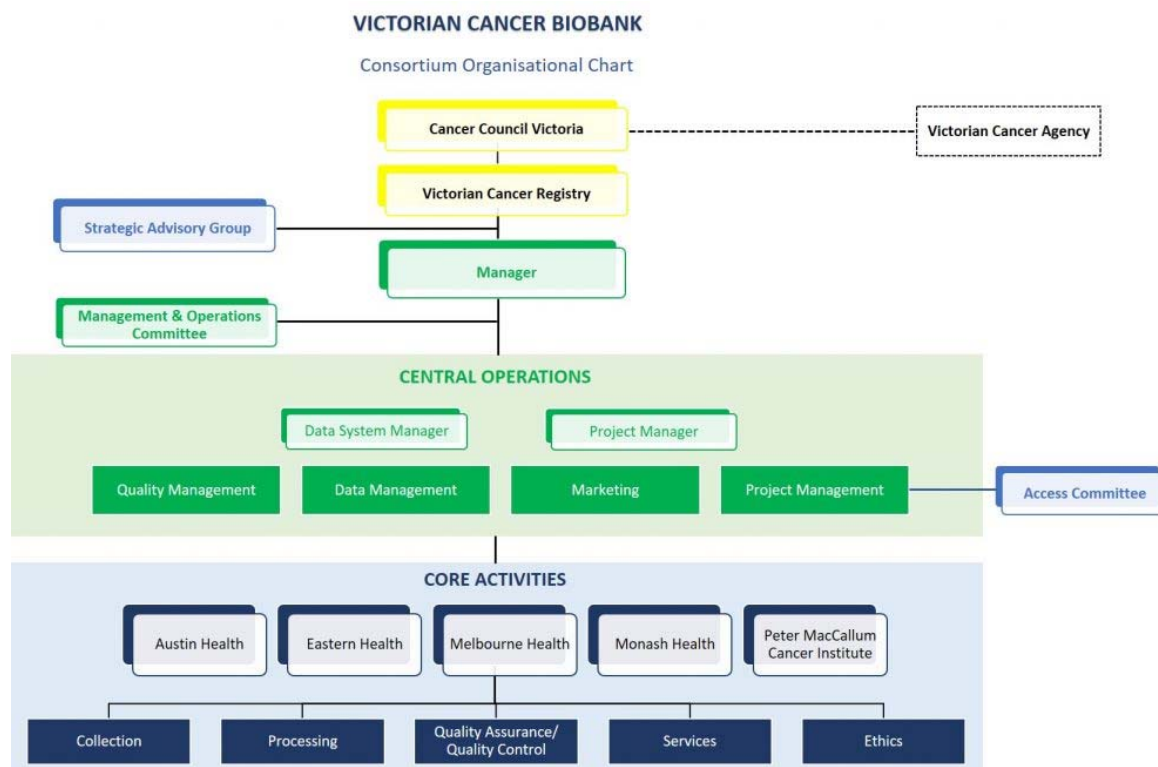 VICTORIAN CANCER BIOBANK
Consortium Organisational Chart
Cancer Council Victoria
Victorian Cancer Agency
Victorian Cancer Registry
Strategic Advisory Group
Manager
Management & Operations
Committee
CENTRAL OPERATIONS
Data System Manager
Project Manager
Quality Management
Data Management
Marketing
Project Management
Access Committee
CORE ACTIVITIES
Austin Health
Eastern Health
Melbourne Health
Monash Health
Peter MacCallum
Cancer Institute
Collection
Processing
Quality Assurance/
Quality Control
Services
Ethics